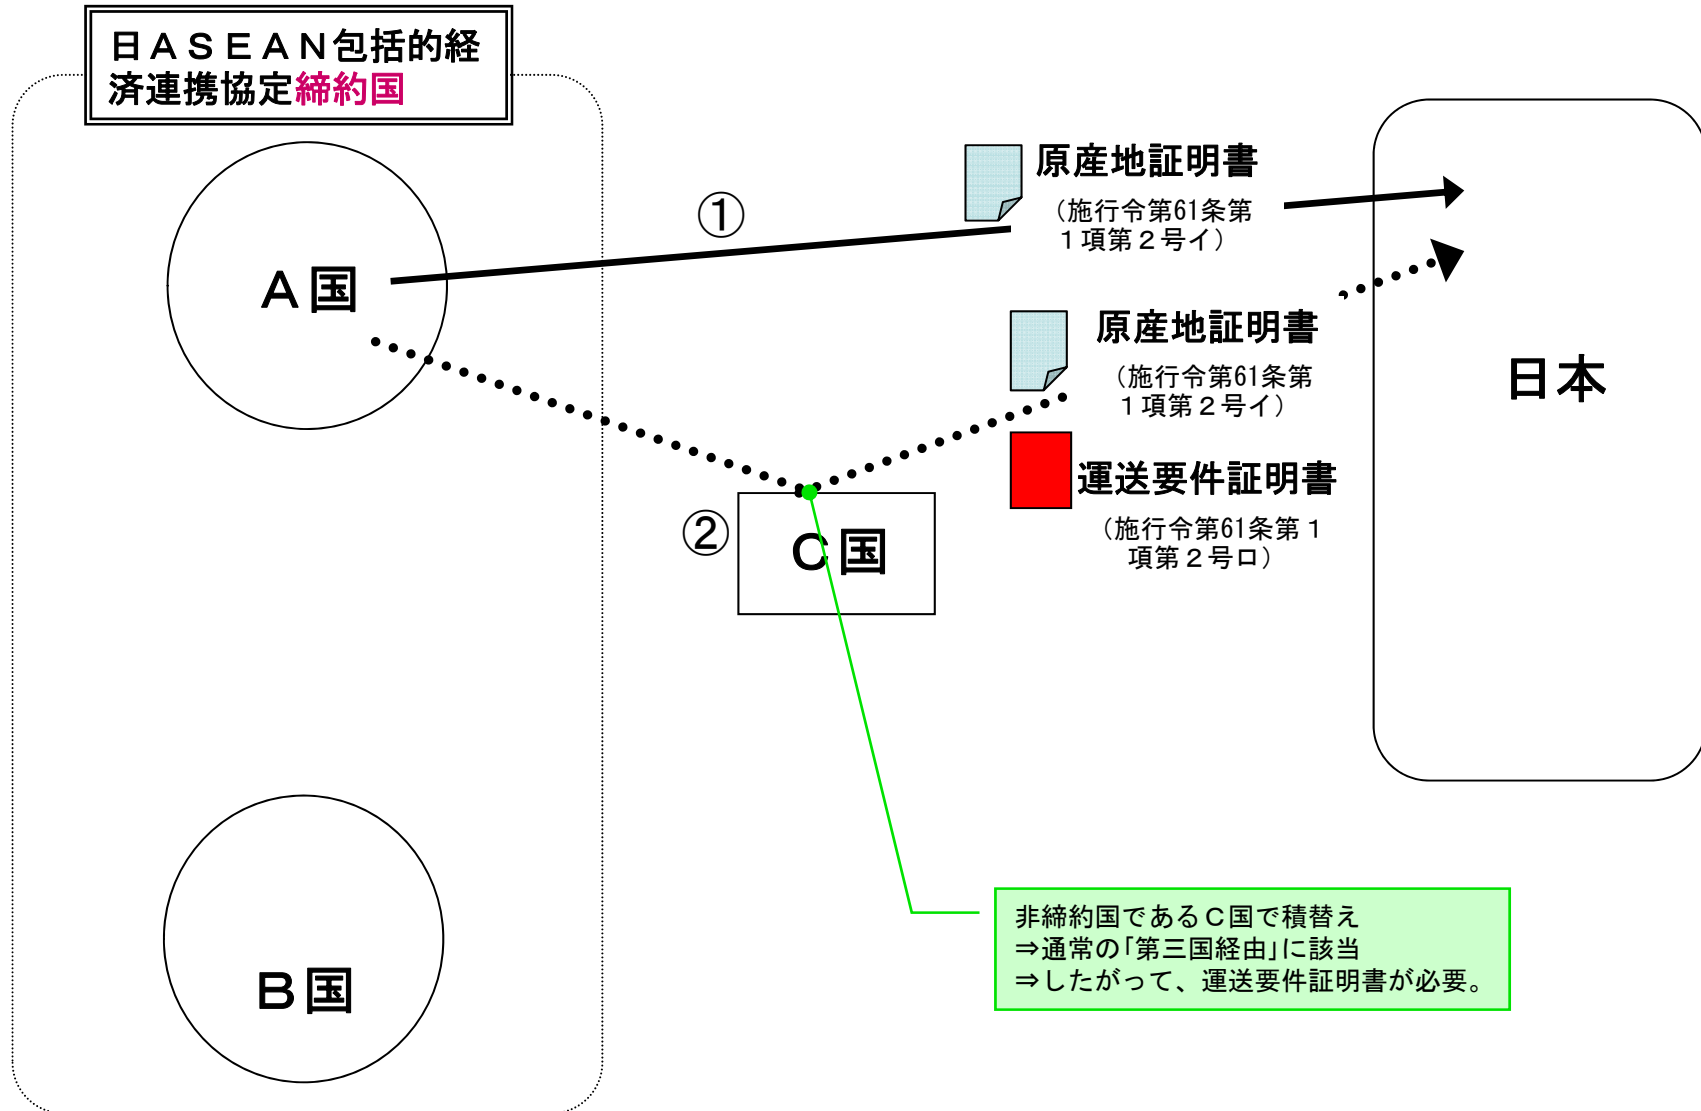 日ＡＳＥＡＮ包括的経
済連携協定締約国
原産地証明書
（施行令第61条第
１項第２号イ）
①
Ａ国
原産地証明書
（施行令第61条第
１項第２号イ）
日本
運送要件証明書
（施行令第61条第１
項第２号ロ）
②
Ｃ国
非締約国であるＣ国で積替え
⇒通常の｢第三国経由｣に該当
⇒したがって、運送要件証明書が必要。
Ｂ国